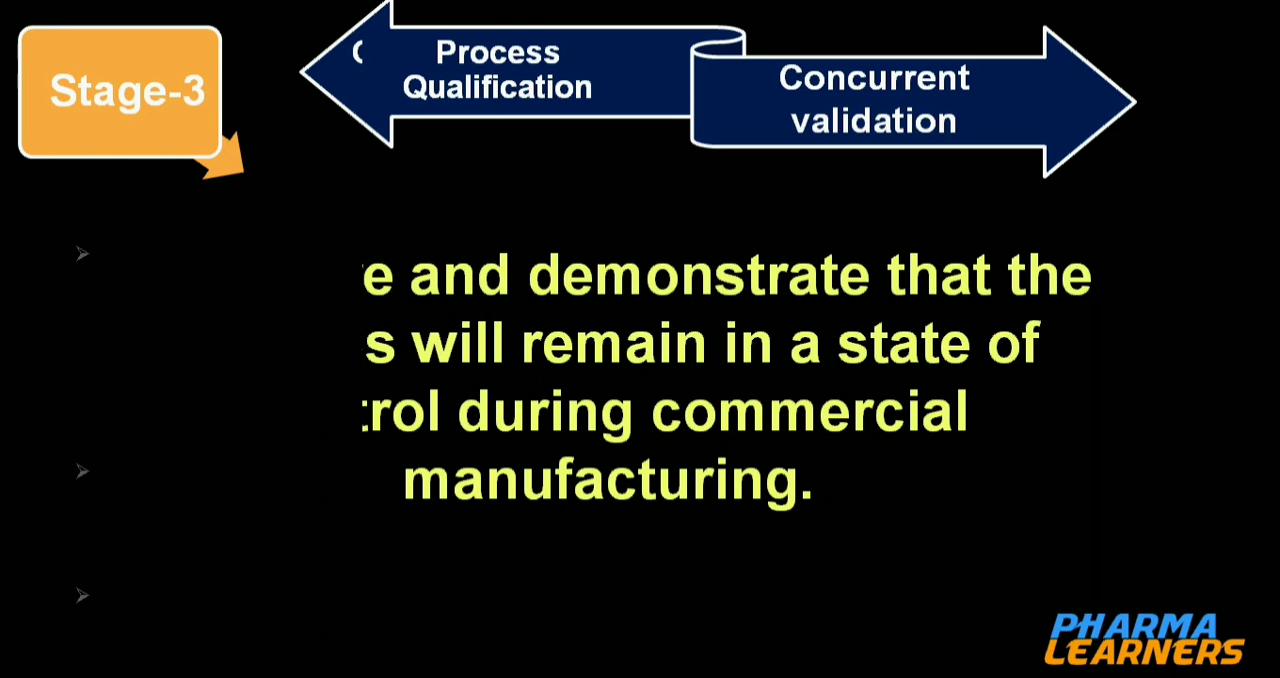 Stage-3
Process
Qualification
Concurrent
validation
and demonstrate that the
will remain in a state of
during commercial
manufacturing.
PHARMA
LEARNERS